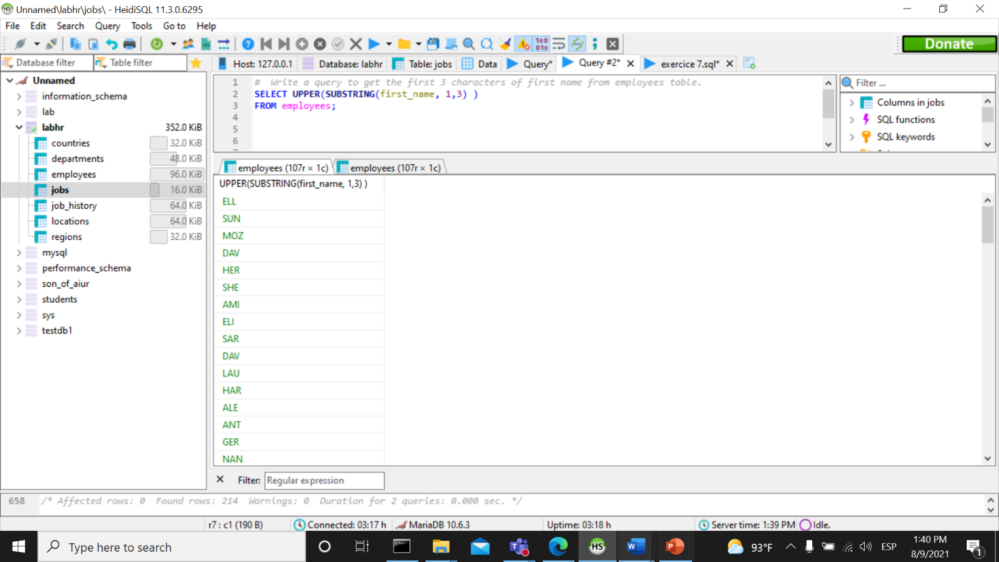 Unnamed\labhr\jobs\ - HeidiSQL 11.3.0.6295
File Edit Search Query Tools Go to Help
Donate
Database filter Table filter
Host: 127.0.0.1 Database: labhr Table: jobs Data Query* Query #2* exercice 7.sql*
Unnamed
information_schema
lab
labhr 352.0 KiB
countries 32.0 KiB
departments 48.0 KiB
employees 96.0 KiB
jobs 16.0 KiB
job_history 64.0 KiB
locations 64.0 KiB
regions 32.0 KiB
mysql
performance_schema
son_of_aiur
students
sys
testdb1
1 # Write a query to get the first 3 characters of first name from employees table.
2 SELECT UPPER(SUBSTRING(first_name, 1,3) )
3 FROM employees;
4
5
6
Filter ...
Columns in jobs
SQL functions
SQL keywords
employees (107r × 1c) employees (107r × 1c)
UPPER(SUBSTRING(first_name, 1,3) )
ELL
SUN
MOZ
DAV
HER
SHE
AMI
ELI
SAR
DAV
LAU
HAR
ALE
ANT
GER
NAN
Filter: Regular expression
658 /* Affected rows: 0 Found rows: 214 Warnings: 0 Duration for 2 queries: 0.000 sec. */
r7 : c1 (190 B) Connected: 03:17 h MariaDB 10.6.3 Uptime: 03:18 h Server time: 1:39 PM Idle.
Type here to search
HS
93°F
ESP
1:40 PM
8/9/2021
1